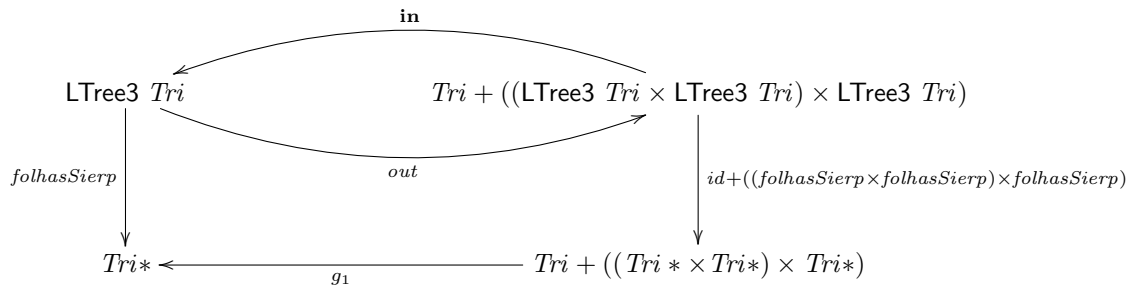 in
LTree3 Tri
Tri + ((LTree3 Tri × LTree3 Tri) × LTree3 Tri)
out
folhasSierp
id+((folhasSierp×folhasSierp)×folhasSierp)
Tri*
Tri + ((Tri * × Tri*) × Tri*)
g₁